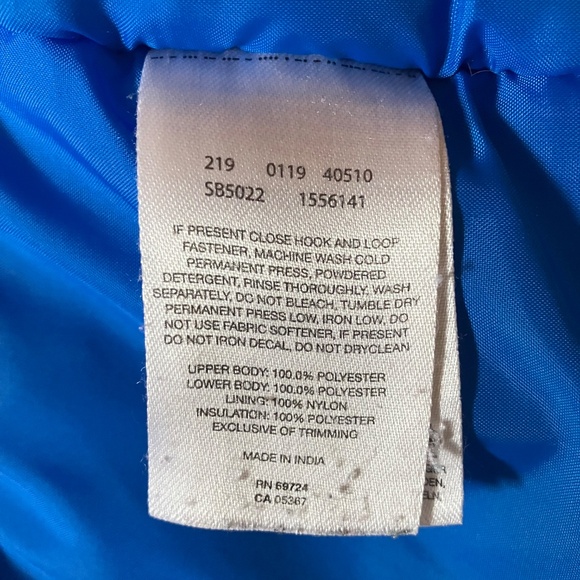 219 0119 40510
SB5022 1556141
IF PRESENT CLOSE HOOK AND LOOP
FASTENER, MACHINE WASH COLD
PERMANENT PRESS, POWDERED
DETERGENT, RINSE THOROUGHLY, WASH
SEPARATELY, DO NOT BLEACH, TUMBLE DRY
PERMANENT PRESS LOW, IRON LOW, DO
NOT USE FABRIC SOFTENER, IF PRESENT
DO NOT IRON DECAL, DO NOT DRYCLEAN
UPPER BODY: 100.0% POLYESTER
LOWER BODY: 100.0% POLYESTER
LINING: 100% NYLON
INSULATION: 100% POLYESTER
EXCLUSIVE OF TRIMMING
MADE IN INDIA
RN 69724
CA 05367